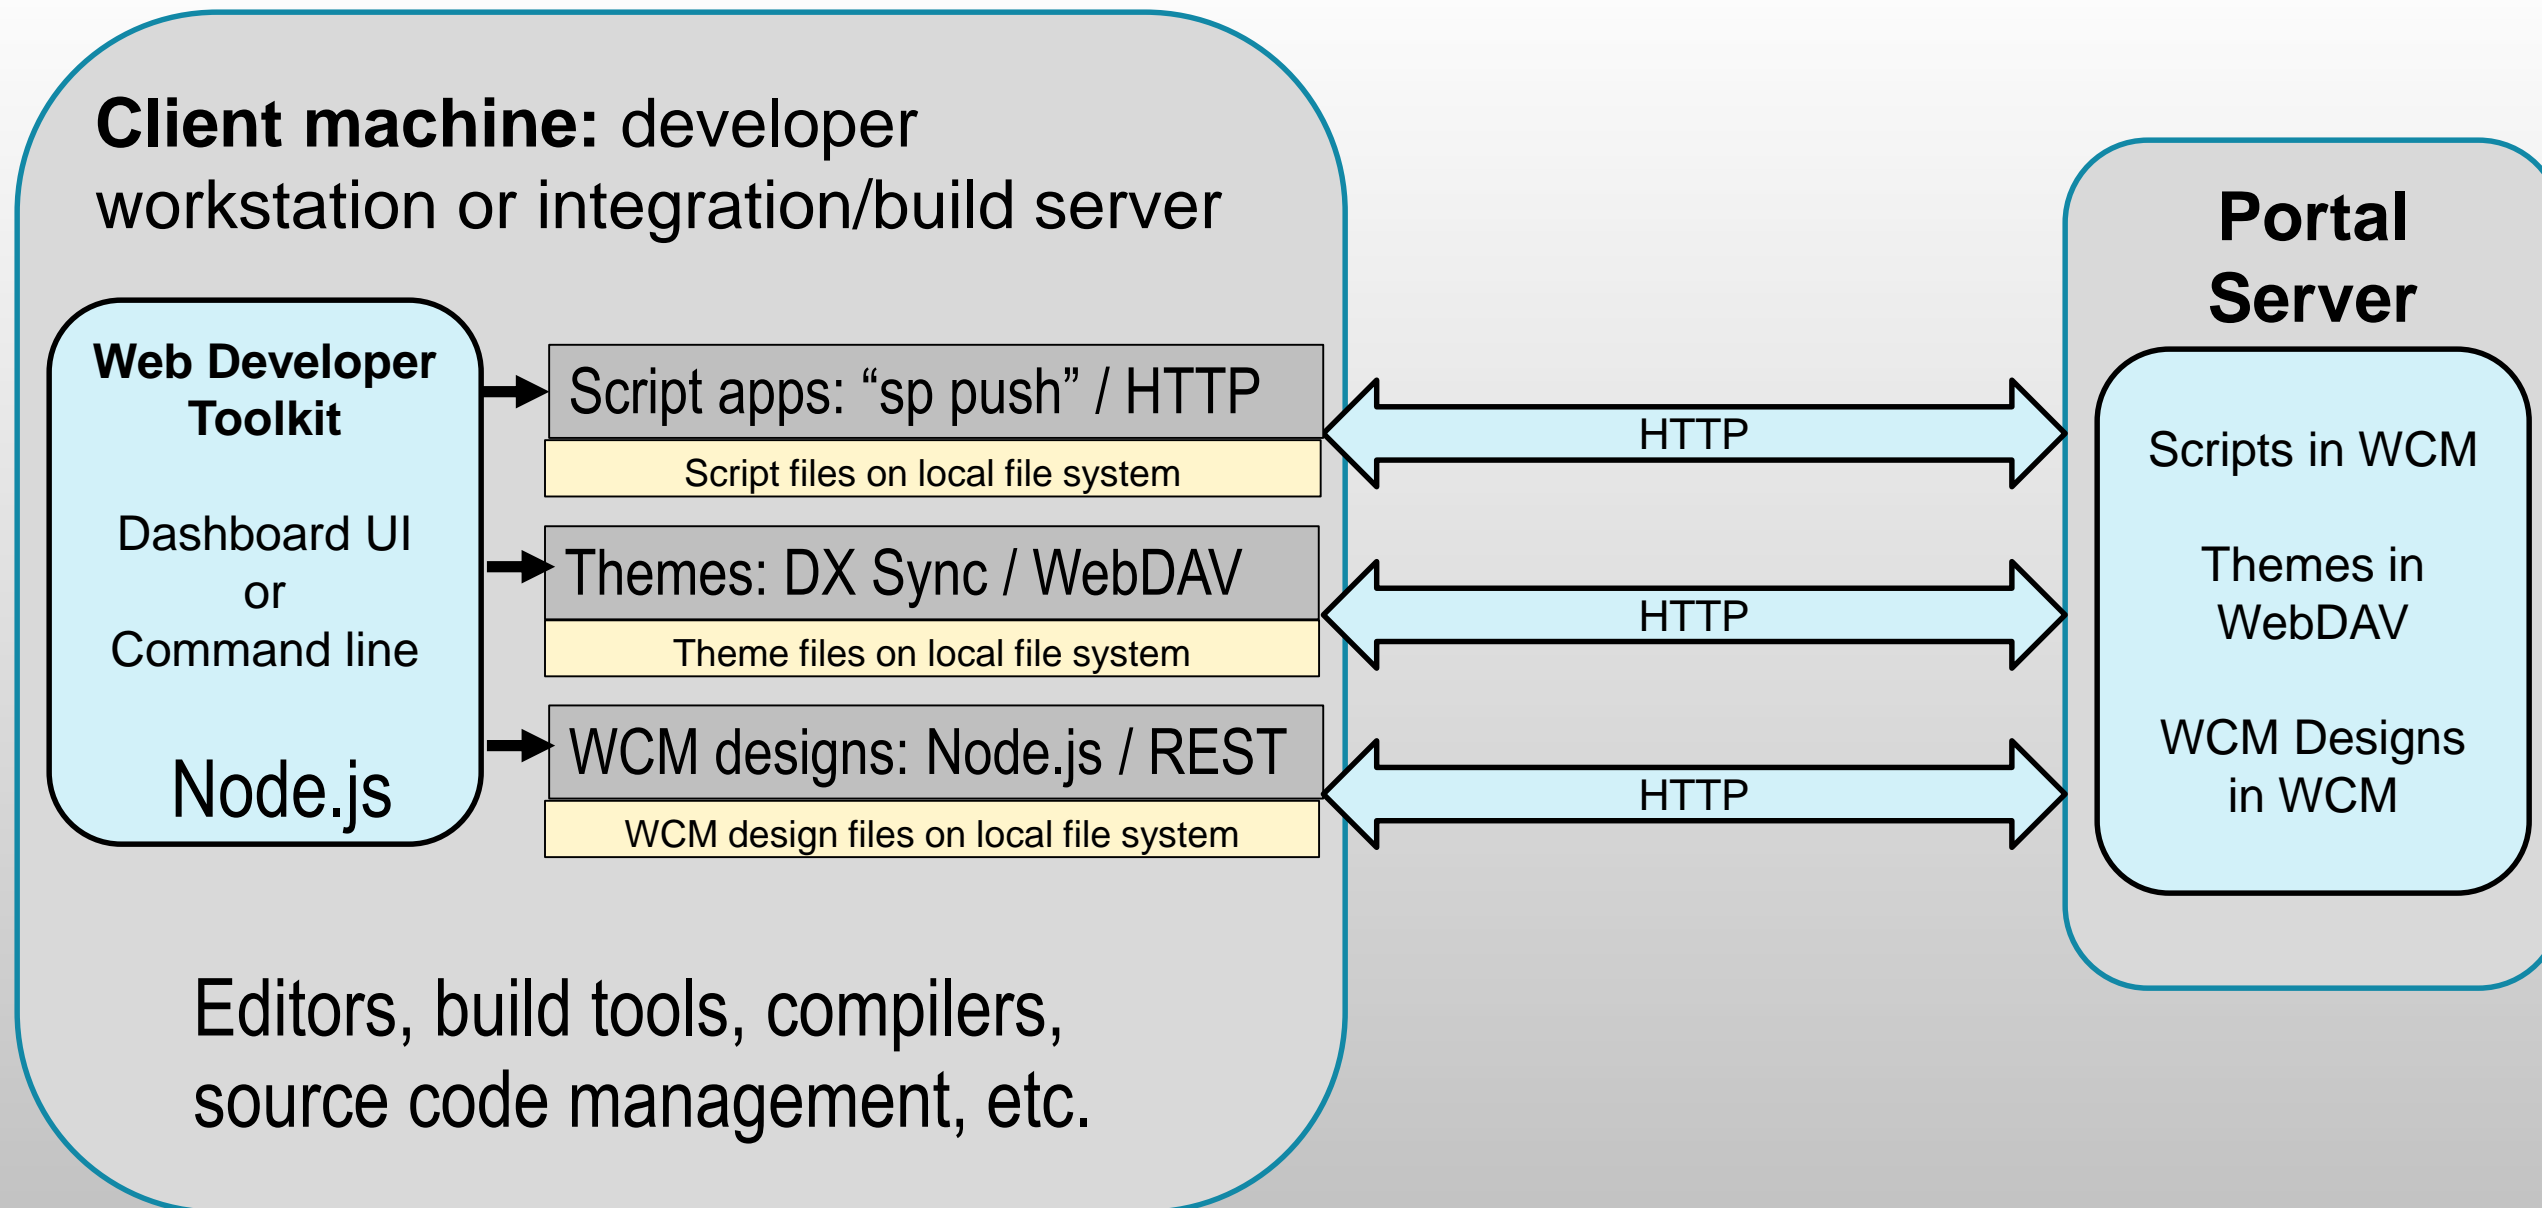 Client machine: developer
workstation or integration/build server
Web Developer
Toolkit
Dashboard UI
or
Command line
Node.js
Script apps: “sp push” / HTTP
Script files on local file system
Themes: DX Sync / WebDAV
Theme files on local file system
WCM designs: Node.js / REST
WCM design files on local file system
Editors, build tools, compilers,
source code management, etc.
HTTP
HTTP
HTTP
Portal
Server
Scripts in WCM
Themes in
WebDAV
WCM Designs
in WCM